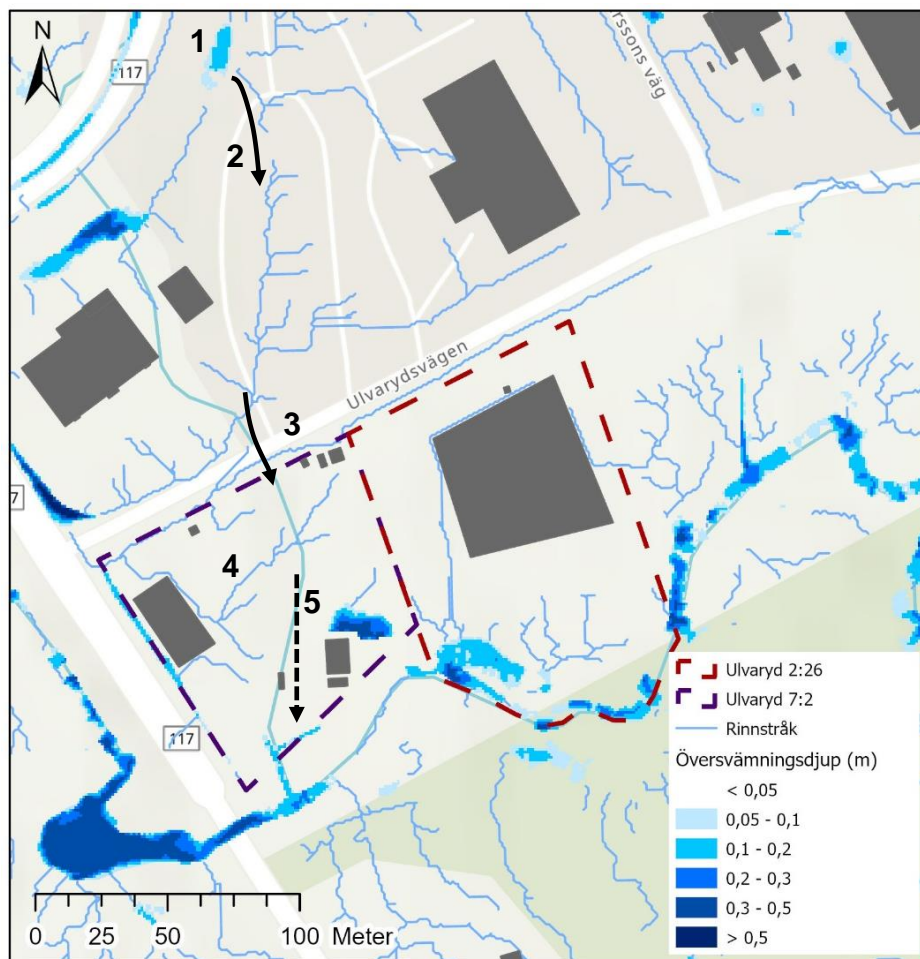 N
1
117
2
rssons väg
Ulvarydsvägen
3
7
4
5
117
0 25 50 100 Meter
Ulvaryd 2:26
Ulvaryd 7:2
Rinnstråk
Översvämningsdjup (m)
< 0,05
0,05 - 0,1
0,1 - 0,2
0,2 - 0,3
0,3 - 0,5
> 0,5